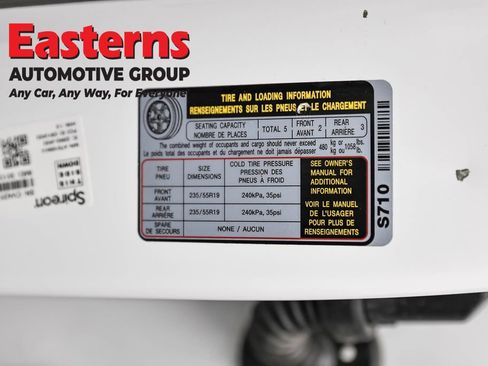 Easterns
AUTOMOTIVE GROUP
Any Car, Any Way, For Everyone
TIRE AND LOADING INFORMATION
RENSEIGNEMENTS SUR LES PNEUS ET LE CHARGEMENT
SEATING CAPACITY
NOMBRE DE PLACES
TOTAL 5
FRONT
AVANT 2
REAR
ARRIÈRE 3
The combined weight of occupants and cargo should never exceed
Le poids total des occupants et du chargement ne doit jamais dépasser
480 kg or ou 1058 lbs.
TIRE
PNEU
SIZE
DIMENSIONS
COLD TIRE PRESSURE
PRESSION DES
PNEUS À FROID
FRONT
AVANT
235/55R19
240kPa, 35psi
REAR
ARRIÈRE
235/55R19
240kPa, 35psi
SPARE
DE SECOURS
NONE / AUCUN
SEE OWNER'S
MANUAL FOR
ADDITIONAL
INFORMATION
VOIR LE MANUEL
DE L'USAGER
POUR PLUS DE
RENSEIGNEMENTS
S710
Spireon